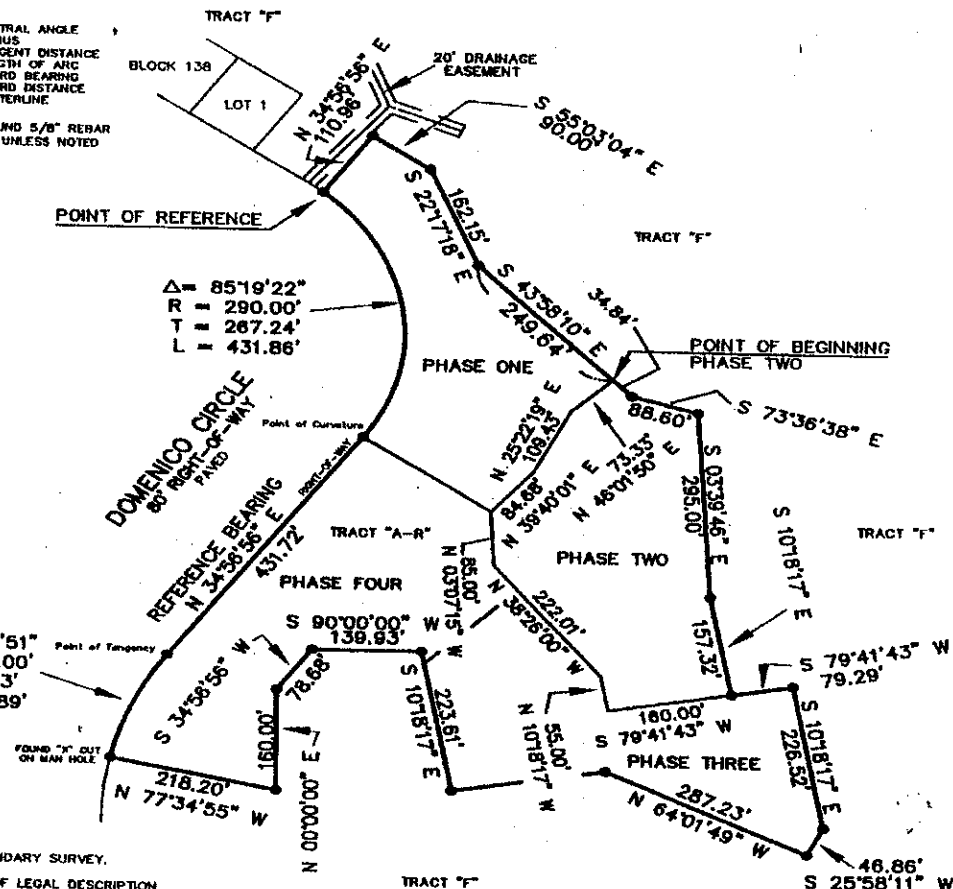 TRACT "F"
TRAL ANGLE
IUS
GENT DISTANCE
GTH OF ARC
RD BEARING
RD DISTANCE
TERLINE
UND 5/8" REBAR
UNLESS NOTED
BLOCK 138
LOT 1
N 34°56'56" E
110.96'
20' DRAINAGE
EASEMENT
S 55°03'04" E
90.00'
POINT OF REFERENCE
162.15'
S 22°17'18" E
TRACT "F"
Δ= 85°19'22"
R = 290.00'
T = 267.24'
L = 431.86'
S 43°58'10" E
249.64'
34.84'
POINT OF BEGINNING
PHASE TWO
PHASE ONE
88.60'
S 73°36'38" E
DOMENICO CIRCLE
80' RIGHT-OF-WAY
PAVED
Point of Curvature
N 25°22'19" E
109.43'
84.68'
N 39°40'01" E
73.33'
N 46°01'50" E
S 03°39'46" E
295.00'
S 10°18'17" E
TRACT "F"
REFERENCE BEARING
RIGHT-OF-WAY
N 34°56'56" E
431.72'
TRACT "A-R"
PHASE TWO
PHASE FOUR
85.00'
N 03°07'15" W
222.01'
N 38°26'00" W
157.32'
'51"
.00'
3'
89'
Point of Tangency
S 90°00'00" W
139.93'
S 34°56'56" W
78.68'
S 79°41'43" W
79.29'
FOUND "X" CUT
ON MAN HOLE
160.00'
N 00°00'00" E
223.61'
S 10°18'17" E
55.00'
N 10°18'17" W
160.00'
S 79°41'43" W
226.52'
S 10°18'17" E
PHASE THREE
218.20'
N 77°34'55" W
287.23'
N 64°01'49" W
46.86'
S 25°58'11" W
NDARY SURVEY.
F LEGAL DESCRIPTION
TRACT "F"